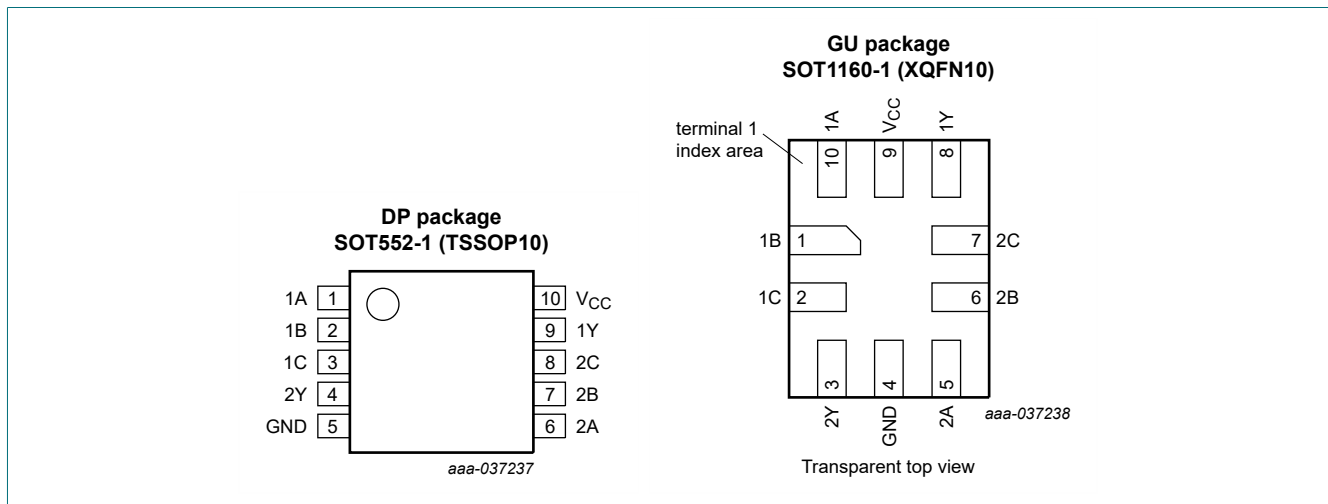 DP package
SOT552-1 (TSSOP10)
1A 1
1B 2
1C 3
2Y 4
GND 5
10 VCC
9 1Y
8 2C
7 2B
6 2A
aaa-037237
GU package
SOT1160-1 (XQFN10)
terminal 1
index area
1A
VCC
1Y
10
9
8
1B 1
1C 2
7 2C
6 2B
3
4
5
2Y
GND
2A
aaa-037238
Transparent top view